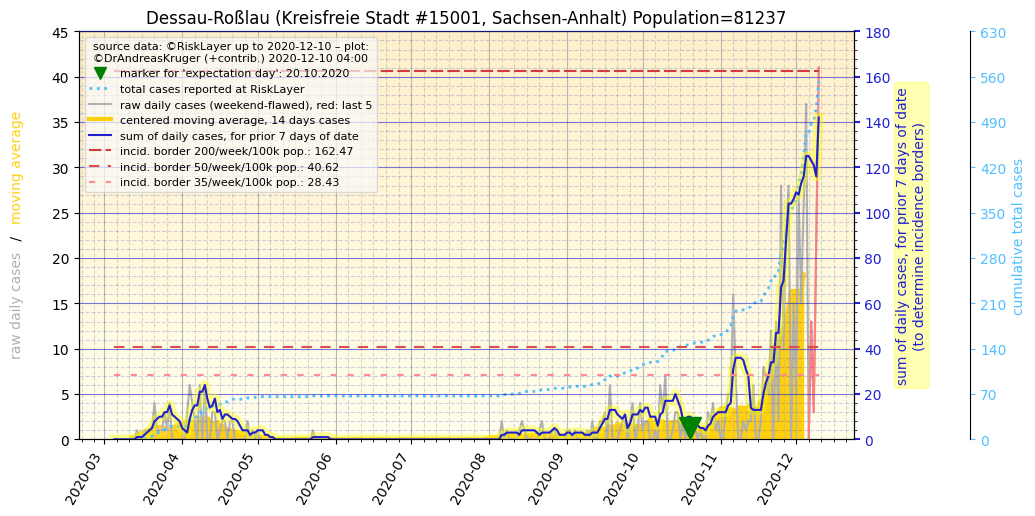 Dessau-Roßlau (Kreisfreie Stadt #15001, Sachsen-Anhalt) Population=81237
source data: ©RiskLayer up to 2020-12-10 – plot:
©DrAndreasKruger (+contrib.) 2020-12-10 04:00
marker for 'expectation day': 20.10.2020
total cases reported at RiskLayer
raw daily cases (weekend-flawed), red: last 5
centered moving average, 14 days cases
sum of daily cases, for prior 7 days of date
incid. border 200/week/100k pop.: 162.47
incid. border 50/week/100k pop.: 40.62
incid. border 35/week/100k pop.: 28.43
raw daily cases / moving average
45
40
35
30
25
20
15
10
5
0
2020-03
2020-04
2020-05
2020-06
2020-07
2020-08
2020-09
2020-10
2020-11
2020-12
180
160
140
120
100
80
60
40
20
0
sum of daily cases, for prior 7 days of date
(to determine incidence borders)
630
560
490
420
350
280
210
140
70
0
cumulative total cases